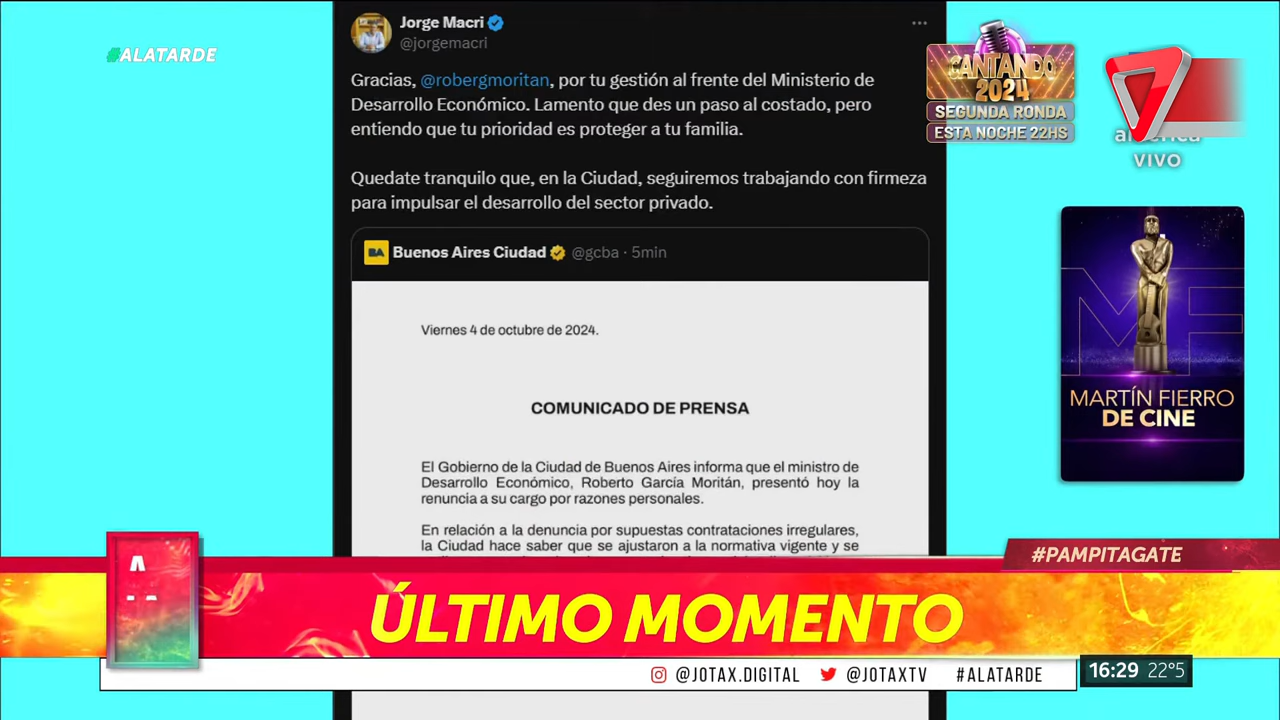 #ALATARDE
Jorge Macri
@jorgemacri
Gracias, @robergmoritan, por tu gestión al frente del Ministerio de
Desarrollo Económico. Lamento que des un paso al costado, pero
entiendo que tu prioridad es proteger a tu familia.
Quedate tranquilo que, en la Ciudad, seguiremos trabajando con firmeza
para impulsar el desarrollo del sector privado.
BA
Buenos Aires Ciudad @gcba · 5min
Viernes 4 de octubre de 2024.
COMUNICADO DE PRENSA
El Gobierno de la Ciudad de Buenos Aires informa que el ministro de
Desarrollo Económico, Roberto García Moritán, presentó hoy la
renuncia a su cargo por razones personales.
En relación a la denuncia por supuestas contrataciones irregulares,
la Ciudad hace saber que se ajustaron a la normativa vigente y se
CANTANDO
2024
SEGUNDA RONDA
ESTA NOCHE 22HS
VIVO
MF
MARTÍN FIERRO
DE CINE
#PAMPITAGATE
A
ÚLTIMO MOMENTO
@JOTAX.DIGITAL @JOTAXTV #ALATARDE
16:29 22°5